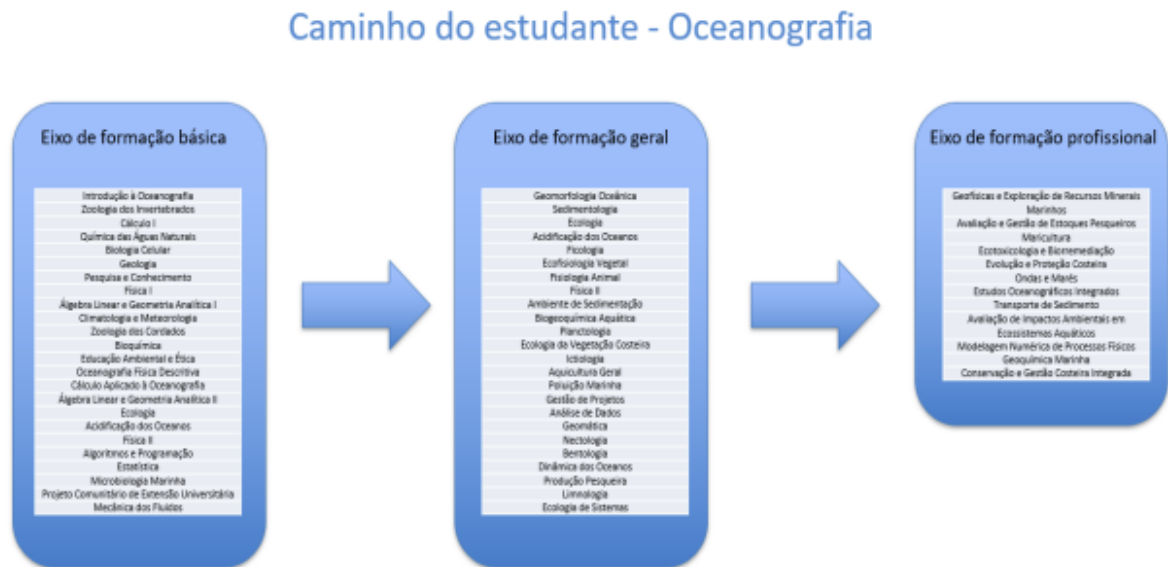 Caminho do estudante - Oceanografia
Eixo de formação básica
Introdução à Oceanografia
Zoologia dos Invertebrados
Cálculo I
Química das Águas Naturais
Biologia Celular
Geologia
Pesquisa e Conhecimento
Física I
Álgebra Linear e Geometria Analítica I
Climatologia e Meteorologia
Zoologia dos Cordados
Bioquímica
Educação Ambiental e Ética
Oceanografia Física Descritiva
Cálculo Aplicado à Oceanografia
Álgebra Linear e Geometria Analítica II
Ecologia
Acidificação dos Oceanos
Física II
Algoritmos e Programação
Estatística
Microbiologia Marinha
Projeto Comunitário de Extensão Universitária
Mecânica dos Fluidos
Eixo de formação geral
Geomorfologia Oceânica
Sedimentologia
Ecologia
Acidificação dos Oceanos
Ficologia
Ecofisiologia Vegetal
Fisiologia Animal
Física II
Ambiente de Sedimentação
Biogeoquímica Aquática
Planctologia
Ecologia da Vegetação Costeira
Ictiologia
Aquicultura Geral
Poluição Marinha
Gestão de Projetos
Análise de Dados
Geomática
Nectologia
Bentologia
Dinâmica dos Oceanos
Produção Pesqueira
Limnologia
Ecologia de Sistemas
Eixo de formação profissional
Geofísicas e Exploração de Recursos Minerais
Marinhos
Avaliação e Gestão de Estoques Pesqueiros
Maricultura
Ecotoxicologia e Biorremediação
Evolução e Proteção Costeira
Ondas e Marés
Estudos Oceanográficos Integrados
Transporte de Sedimento
Avaliação de Impactos Ambientais em
Ecossistemas Aquáticos
Modelagem Numérica de Processos Físicos
Geoquímica Marinha
Conservação e Gestão Costeira Integrada